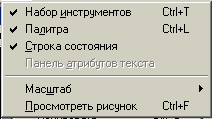 Набор инструментов Ctrl+T
Палитра Ctrl+L
Строка состояния
Панель атрибутов текста
Масштаб
Просмотреть рисунок Ctrl+F